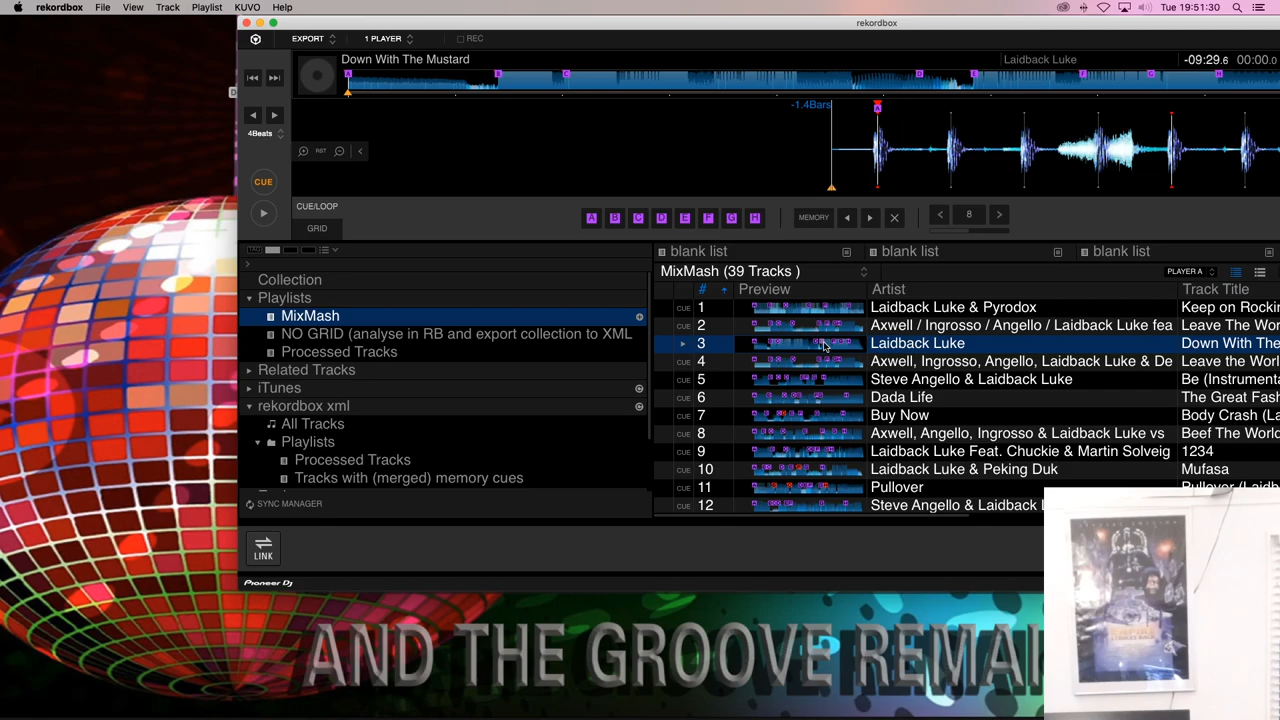 rekordbox File View Track Playlist KUVO Help Tue 19:51:30
rekordbox
EXPORT 1 PLAYER REC
Down With The Mustard Laidback Luke -09:29.6 00:00.0
A B C D E F G H
-1.4Bars
A
4Beats
RST
CUE
CUE/LOOP
GRID
A B C D E F G H MEMORY 8
blank list blank list blank list
MixMash (39 Tracks ) PLAYER A
# Preview Artist Track Title
Collection
Playlists
MixMash
NO GRID (analyse in RB and export collection to XML
Processed Tracks
Related Tracks
iTunes
rekordbox xml
All Tracks
Playlists
Processed Tracks
Tracks with (merged) memory cues
SYNC MANAGER
CUE 1 Laidback Luke & Pyrodox Keep on Rockin
CUE 2 Axwell / Ingrosso / Angello / Laidback Luke fea Leave The Wor
3 Laidback Luke Down With The
CUE 4 Axwell, Ingrosso, Angello, Laidback Luke & De Leave the World
CUE 5 Steve Angello & Laidback Luke Be (Instrumenta
CUE 6 Dada Life The Great Fash
CUE 7 Buy Now Body Crash (La
CUE 8 Axwell, Angello, Ingrosso & Laidback Luke vs Beef The World
CUE 9 Laidback Luke Feat. Chuckie & Martin Solveig 1234
CUE 10 Laidback Luke & Peking Duk Mufasa
CUE 11 Pullover Pullover (Laidb
CUE 12 Steve Angello & Laidback L
LINK
Pioneer Dj
AND THE GROOVE REMAI